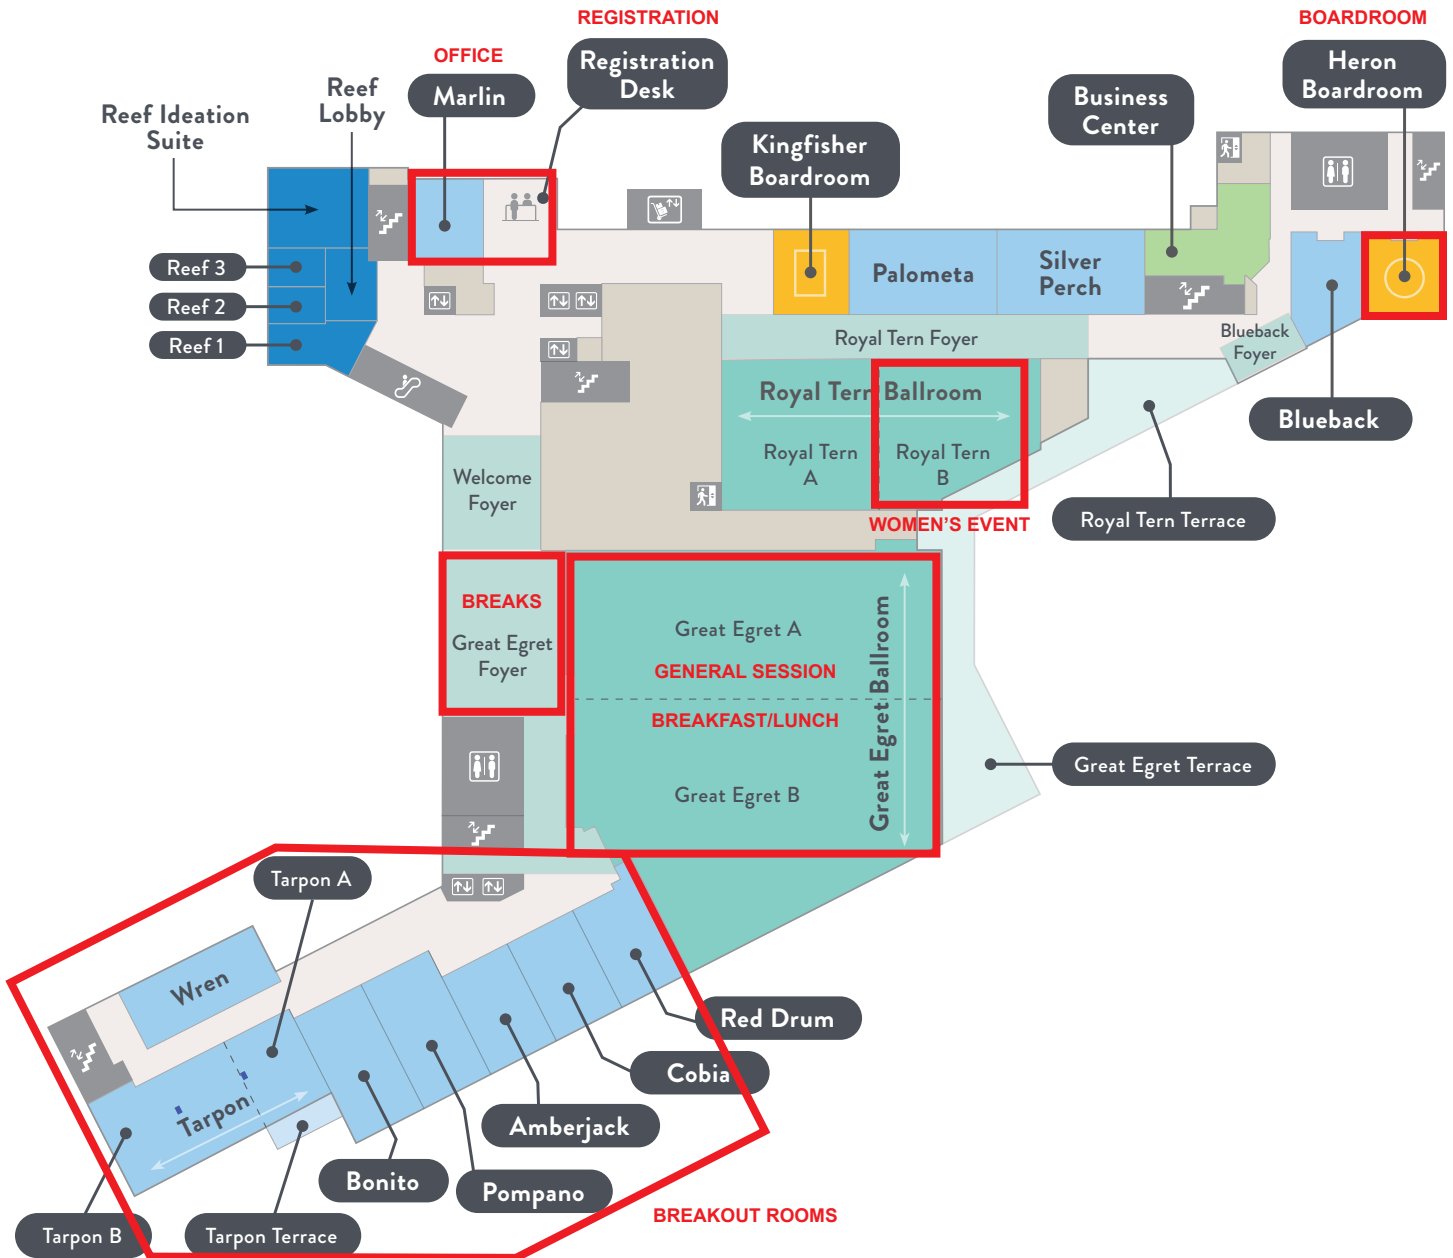 REGISTRATION
BOARDROOM
OFFICE
Registration
Desk
Heron
Boardroom
Marlin
Reef
Lobby
Reef Ideation
Suite
Business
Center
Kingfisher
Boardroom
Reef 3
Reef 2
Reef 1
Palometa
Silver
Perch
Royal Tern Foyer
Blueback
Foyer
Royal Tern Ballroom
Blueback
Royal Tern
A
Royal Tern
B
Welcome
Foyer
Royal Tern Terrace
WOMEN'S EVENT
BREAKS
Great Egret
Foyer
Great Egret A
GENERAL SESSION
BREAKFAST/LUNCH
Great Egret B
Great Egret Ballroom
Great Egret Terrace
Tarpon A
Wren
Red Drum
Cobia
Tarpon
Amberjack
Bonito
Pompano
BREAKOUT ROOMS
Tarpon B
Tarpon Terrace